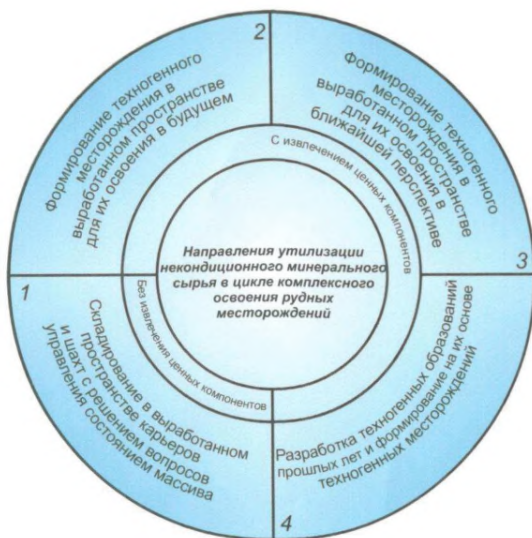 2
Формирование техногенного
месторождения в
выработанном пространстве
для их освоения в будущем
Формирование техногенного
месторождения в
выработанном пространстве
для их освоения в
ближайшей перспективе
3
С извлечением ценных компонентов
Направления утилизации
некондиционного минерального
сырья в цикле комплексного
освоения рудных
месторождений
1
Без извлечения ценных компонентов
Складирование в выработанном
пространстве карьеров
и шахт с решением вопросов
управления состоянием массива
Разработка техногенных образований
прошлых лет и формирование на их основе
техногенных месторождений
4